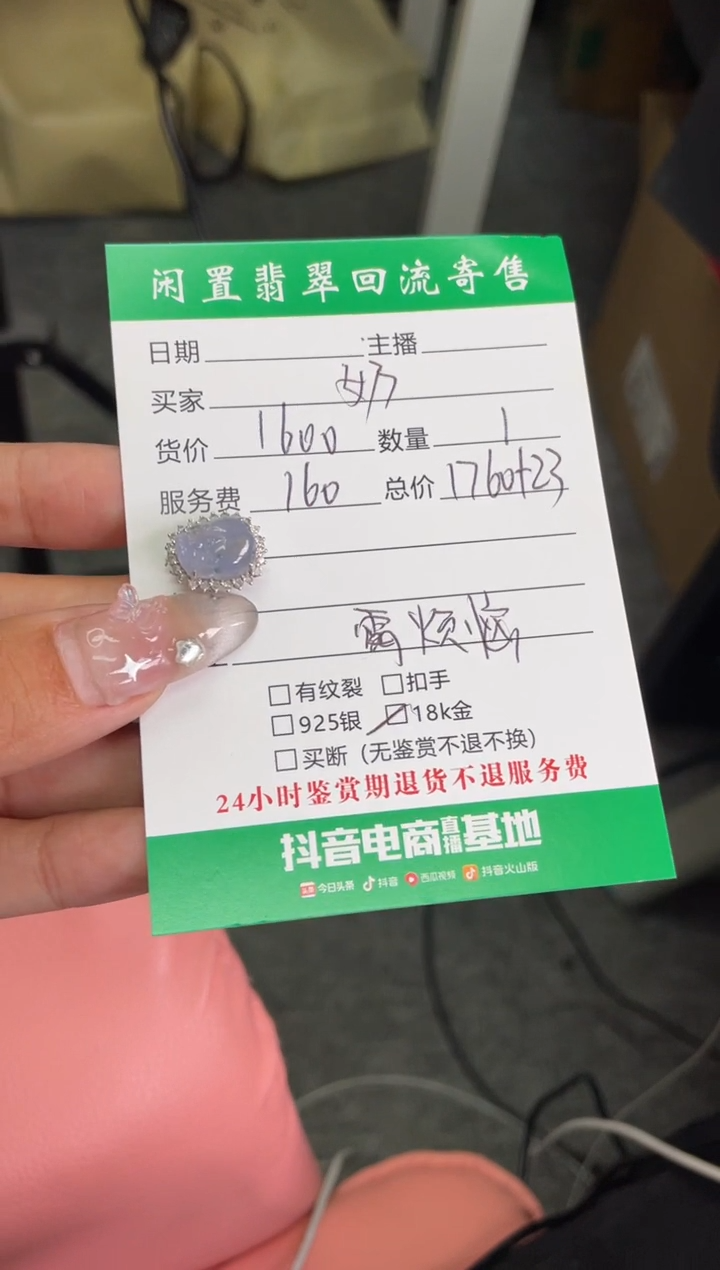 闲置翡翠回流寄售
日期 主播
买家 奶
货价 1600 数量 1
服务费 160 总价 1760+23
烦恼
有纹裂 扣手
925银 18k金
买断（无鉴赏不退不换）
24小时鉴赏期退货不退服务费
抖音电商直播基地
头条 今日头条 抖音 西瓜视频 抖音火山版